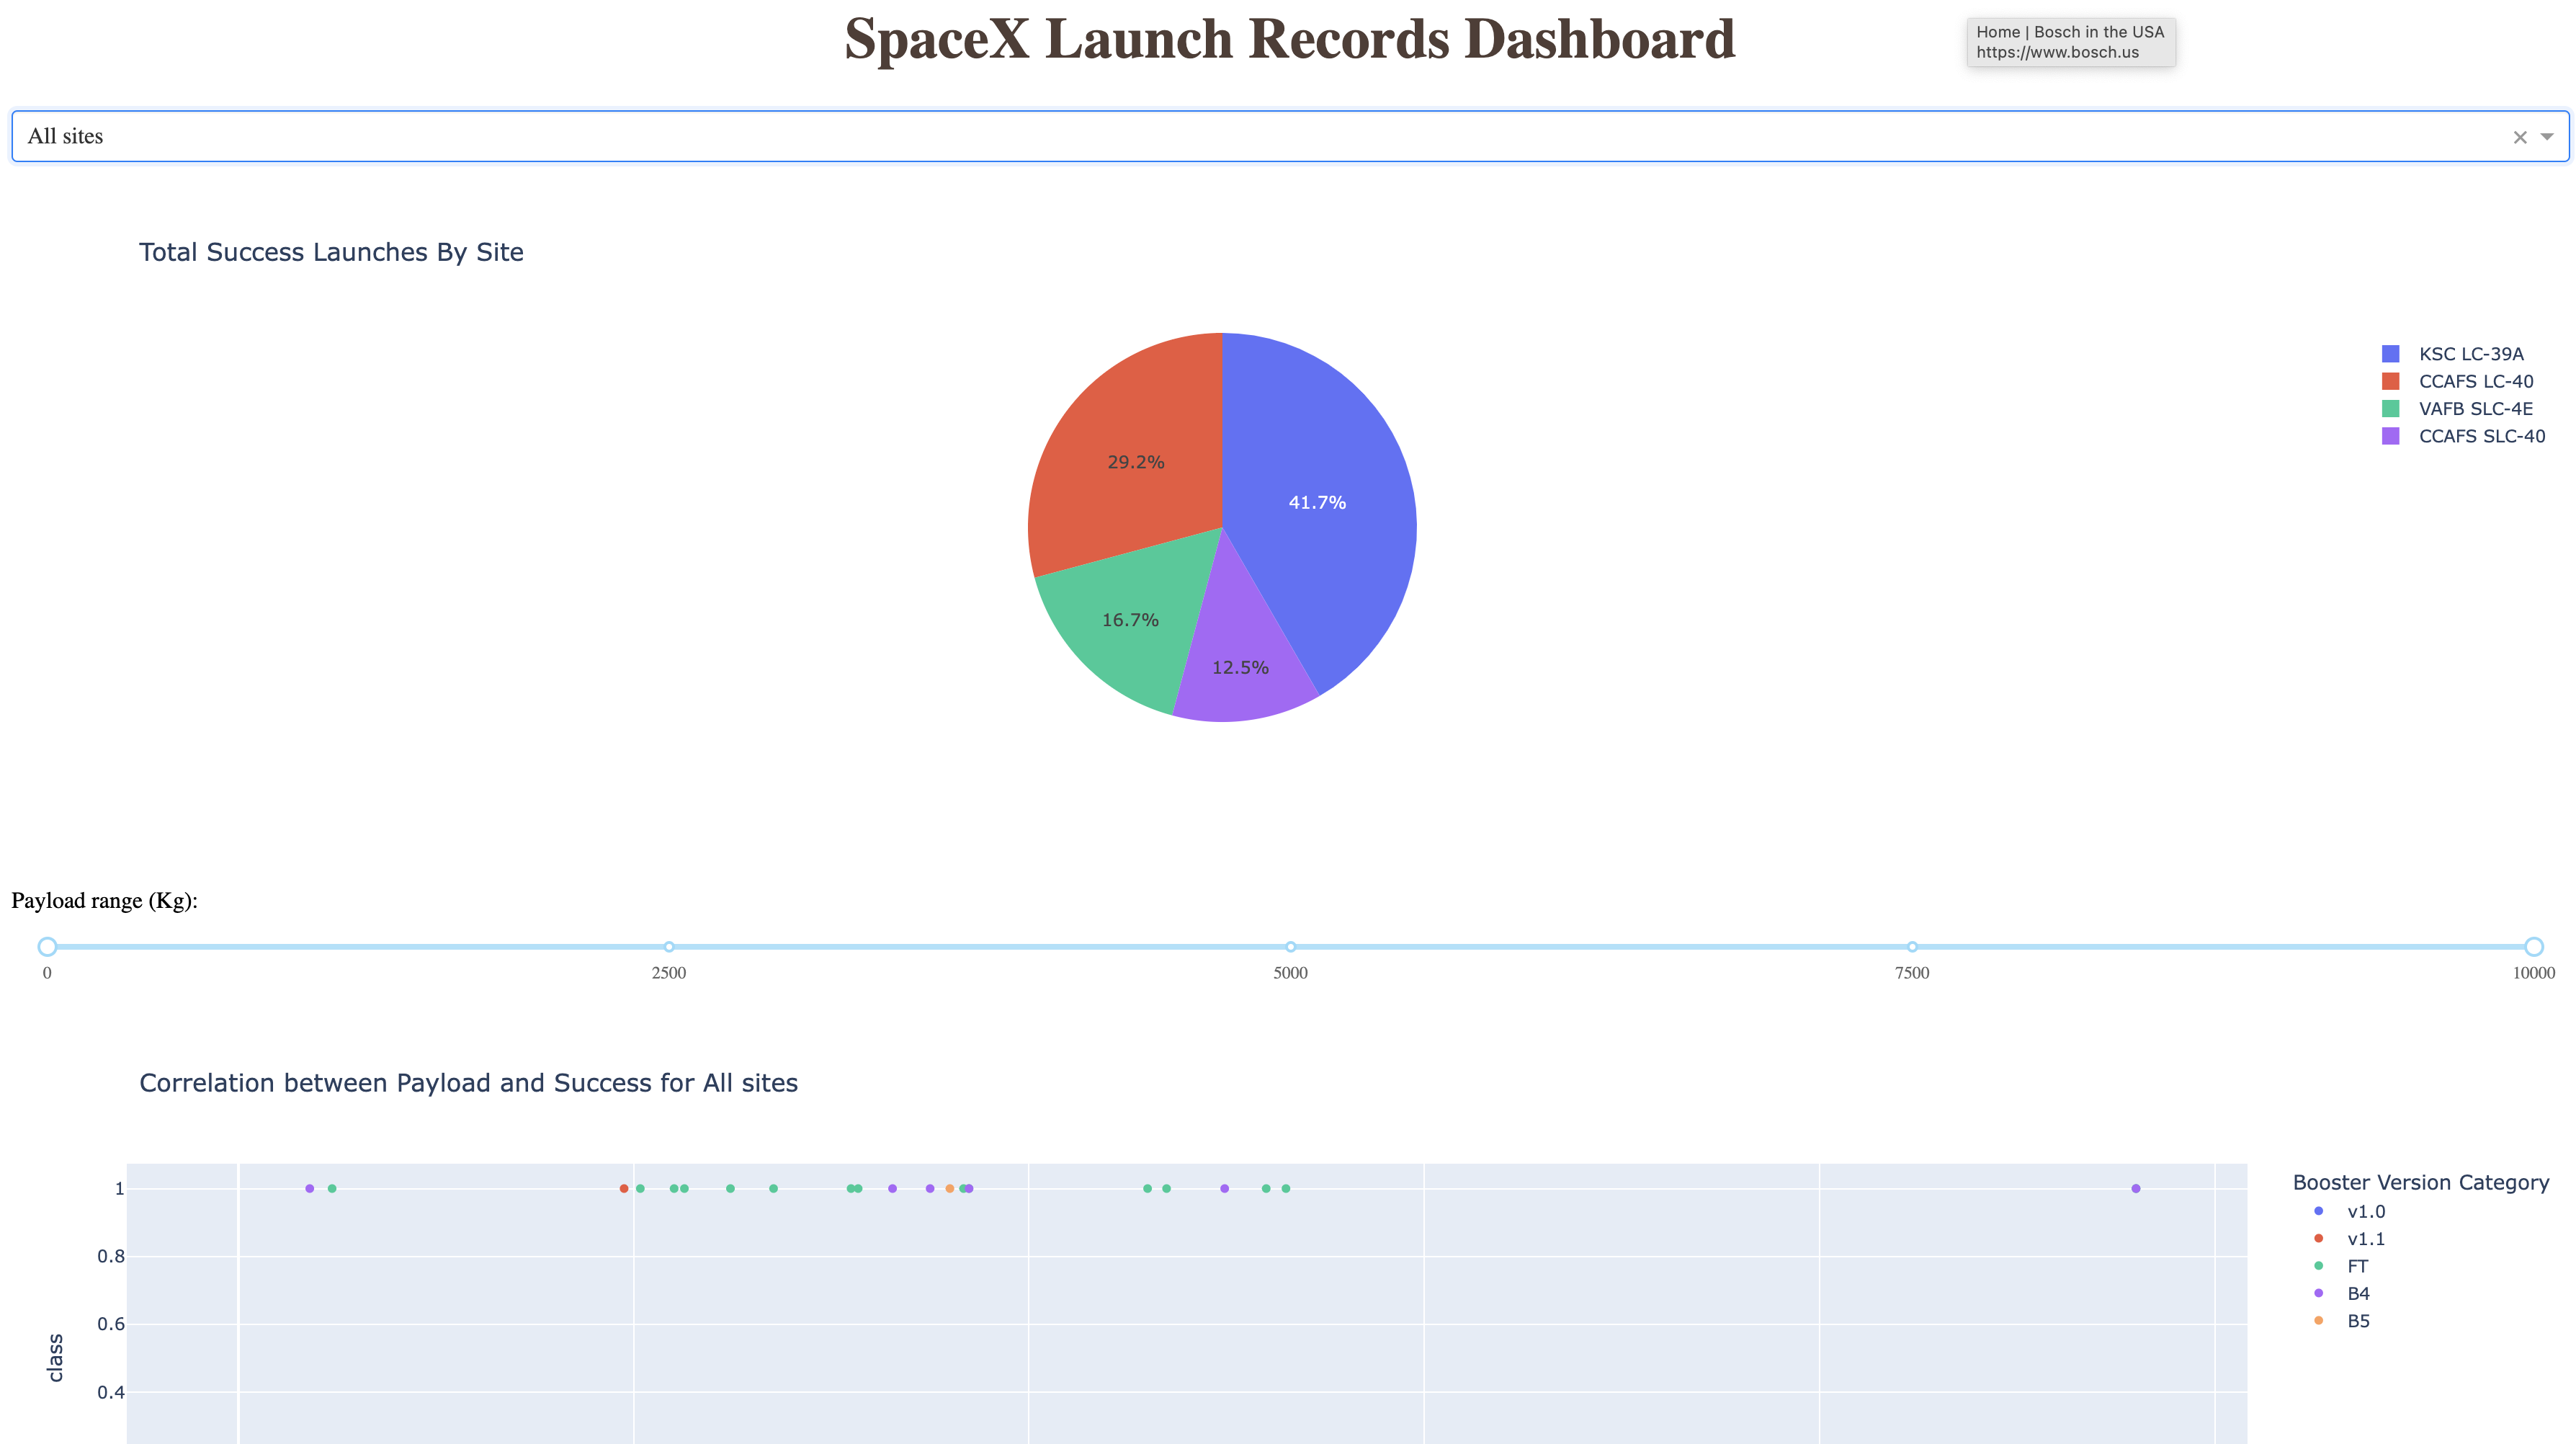 SpaceX Launch Records Dashboard
Home | Bosch in the USA
https://www.bosch.us
All sites
Total Success Launches By Site
KSC LC-39A
CCAFS LC-40
VAFB SLC-4E
CCAFS SLC-40
29.2%
41.7%
16.7%
12.5%
Payload range (Kg):
0 2500 5000 7500 10000
Correlation between Payload and Success for All sites
1
0.8
0.6
0.4
class
Booster Version Category
v1.0
v1.1
FT
B4
B5